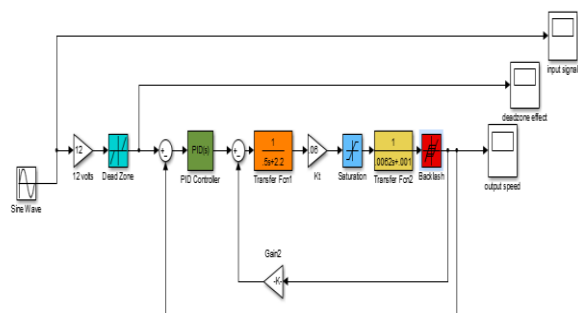 input signal
deadzone effect
12
12 volts
Dead Zone
+_
PID(s)
PID Controller
+_
1
.5s+2.2
Transfer Fcn1
.06
Kt
Saturation
1
.0062s+.001
Transfer Fcn2
Backlash
output speed
Sine Wave
Gain2
-K-